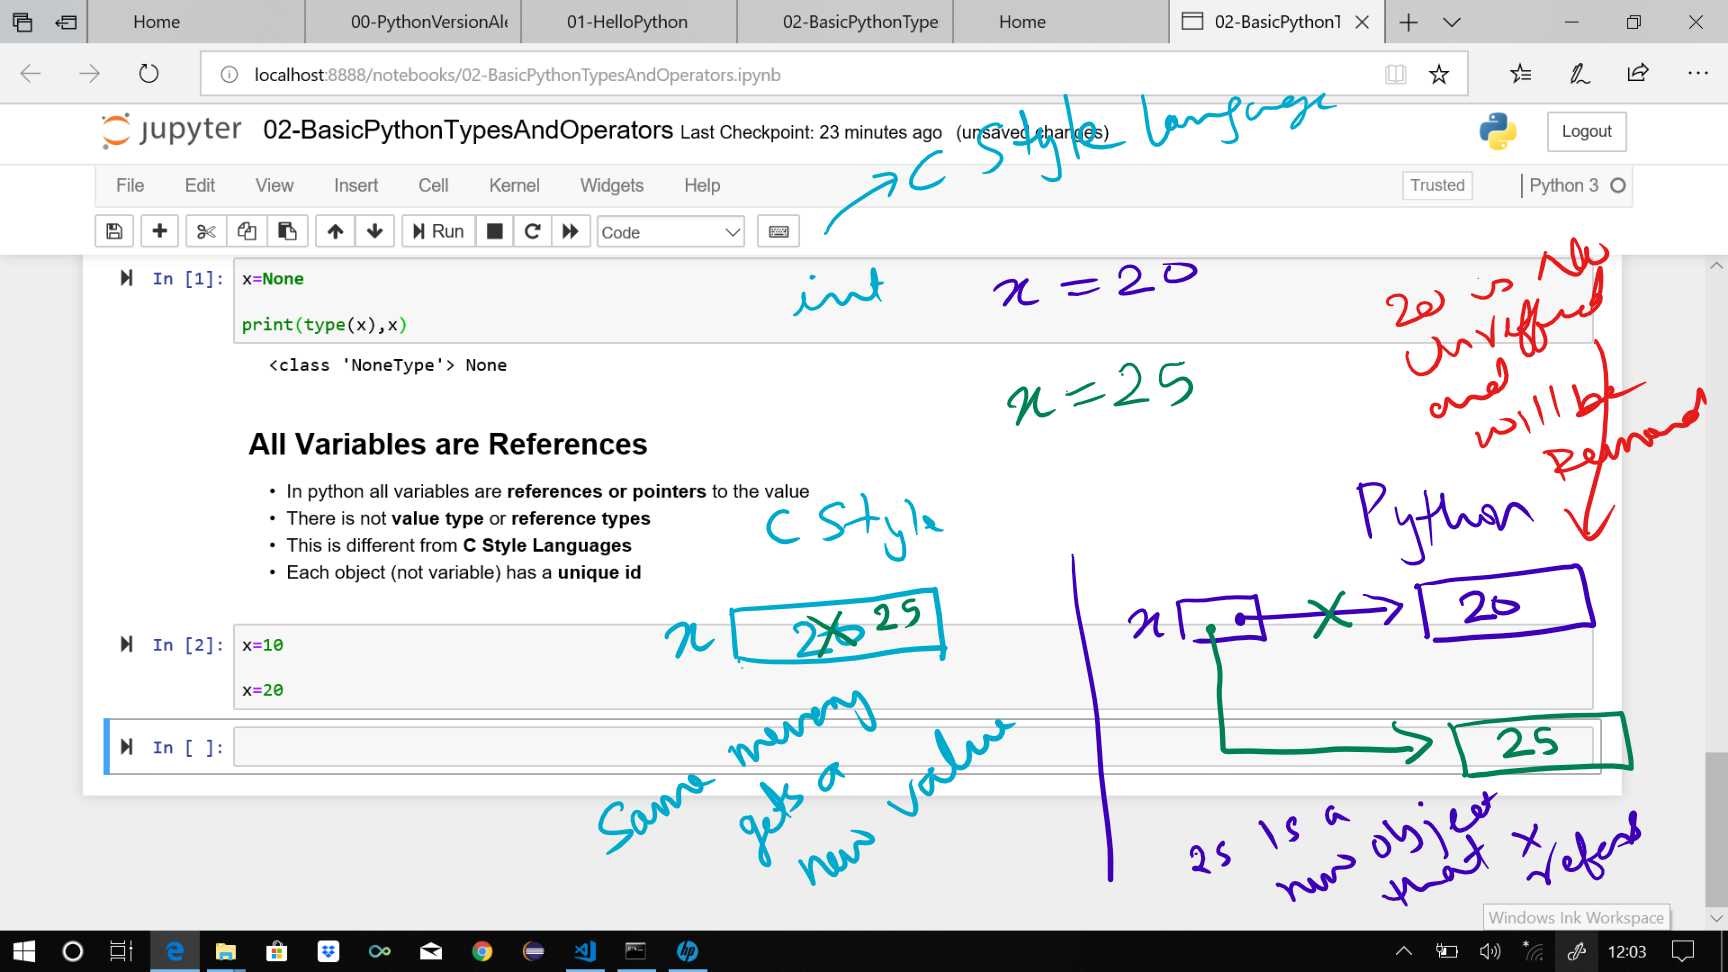 Home
00-PythonVersionAle
01-HelloPython
02-BasicPythonType
Home
02-BasicPythonT
localhost:8888/notebooks/02-BasicPythonTypesAndOperators.ipynb
jupyter 02-BasicPythonTypesAndOperators Last Checkpoint: 23 minutes ago (unsaved changes)
Logout
C Style Language
File Edit View Insert Cell Kernel Widgets Help
Trusted
Python 3
Run
Code
In [1]: x=None
print(type(x),x)
<class 'NoneType'> None
int x = 20
x = 25
20 is
and
will be
All Variables are References
In python all variables are references or pointers to the value
There is not value type or reference types
This is different from C Style Languages
Each object (not variable) has a unique id
C Style
Python
x 20 25
x 20
25
In [2]: x=10
x=20
In [ ]:
Same memory
gets a
new value
25 is a
new object
that x
refers
Windows Ink Workspace
12:03